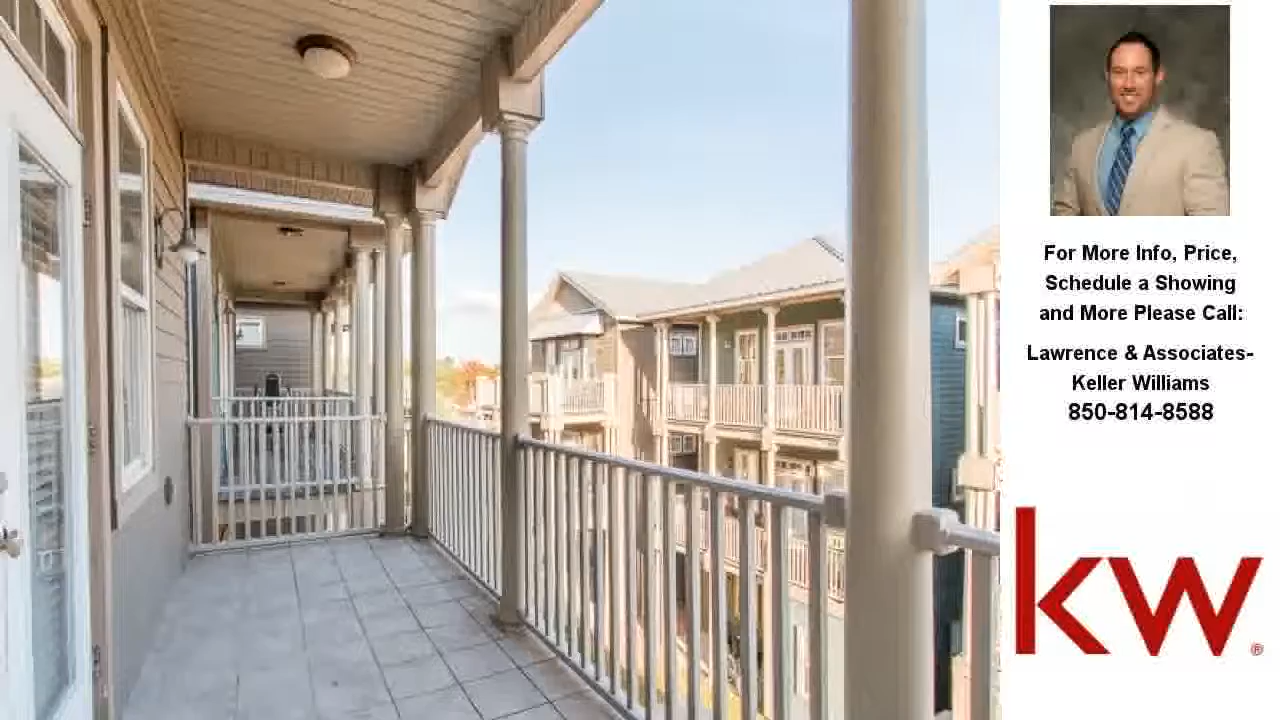 For More Info, Price,
Schedule a Showing
and More Please Call:
Lawrence & Associates-
Keller Williams
850-814-8588
kw®